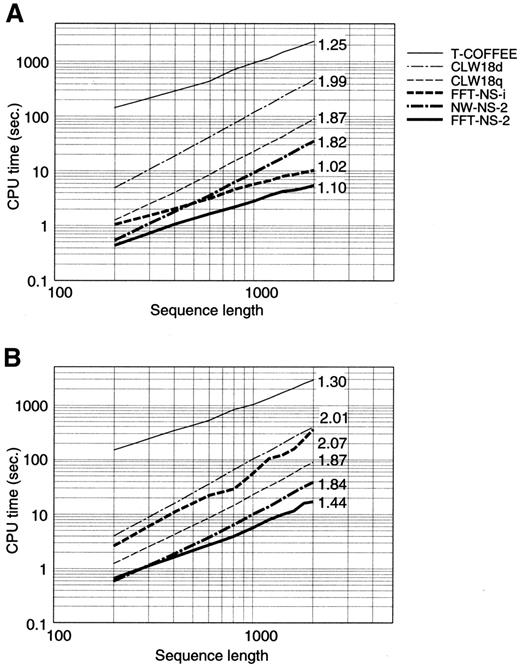 A
1000
100
10
1
0.1
CPU time (sec.)
1.25
1.99
1.87
1.82
1.02
1.10
100
1000
Sequence length
T-COFFEE
CLW18d
CLW18q
FFT-NS-i
NW-NS-2
FFT-NS-2
B
1000
100
10
1
0.1
CPU time (sec.)
1.30
2.01
2.07
1.87
1.84
1.44
100
1000
Sequence length